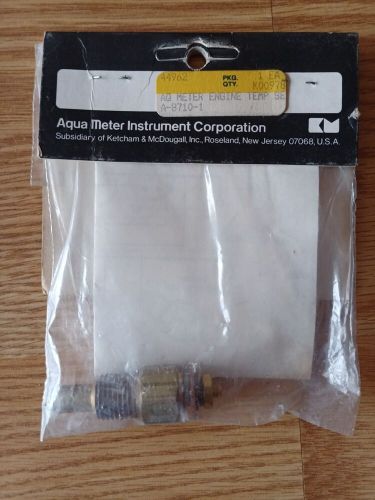 44962 PKG. QTY. 1 EA
K00978
AQ METER ENGINE TEMP SE
A-8710-1
Aqua Meter Instrument Corporation
Subsidiary of Ketcham & McDougall, Inc., Roseland, New Jersey 07068, U.S.A.